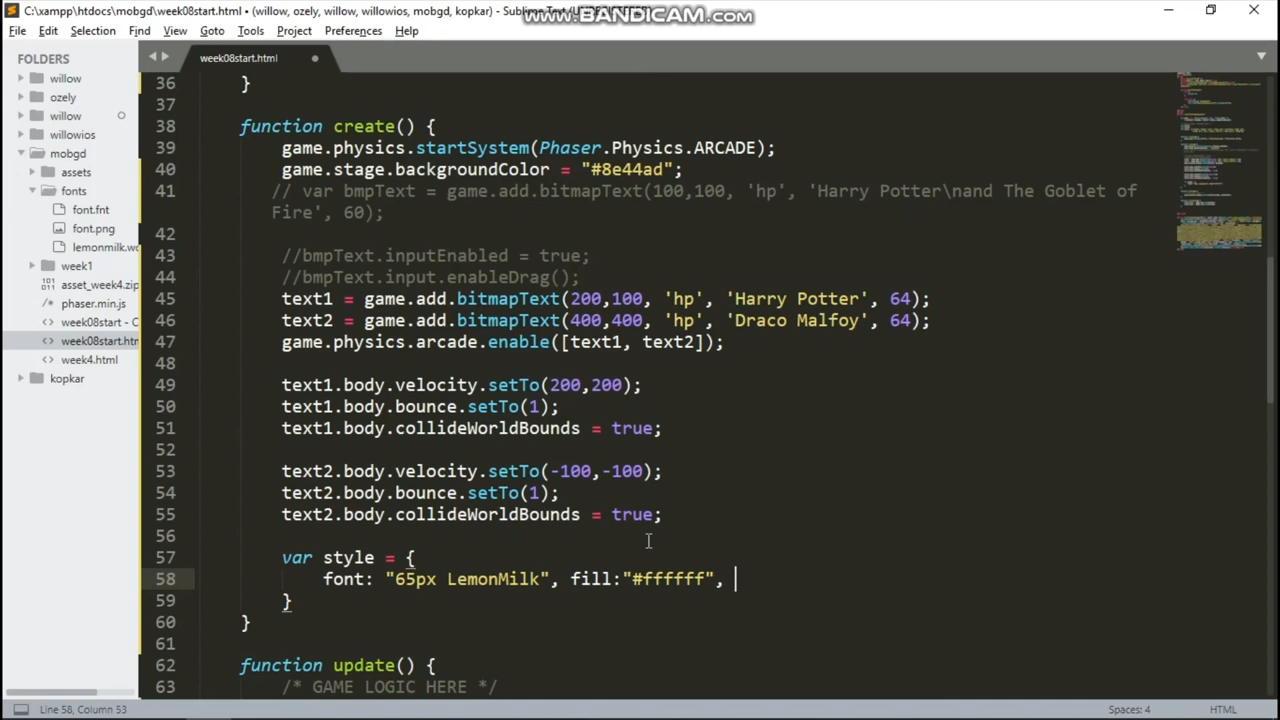 C:\xampp\htdocs\mobgd\week08start.html • (willow, ozely, willow, willowios, mobgd, kopkar) - Sublime Text (UNREGISTERED)
www.BANDICAM.com
File Edit Selection Find View Goto Tools Project Preferences Help
FOLDERS
willow
ozely
willow
willowios
mobgd
assets
fonts
font.fnt
font.png
lemonmilk.wo
week1
asset_week4.zip
phaser.min.js
week08start - C
week08start.htm
week4.html
kopkar
week08start.html
36 }
37
38 function create() {
39 game.physics.startSystem(Phaser.Physics.ARCADE);
40 game.stage.backgroundColor = "#8e44ad";
41 // var bmpText = game.add.bitmapText(100,100, 'hp', 'Harry Potter\nand The Goblet of
Fire', 60);
42
43 //bmpText.inputEnabled = true;
44 //bmpText.input.enableDrag();
45 text1 = game.add.bitmapText(200,100, 'hp', 'Harry Potter', 64);
46 text2 = game.add.bitmapText(400,400, 'hp', 'Draco Malfoy', 64);
47 game.physics.arcade.enable([text1, text2]);
48
49 text1.body.velocity.setTo(200,200);
50 text1.body.bounce.setTo(1);
51 text1.body.collideWorldBounds = true;
52
53 text2.body.velocity.setTo(-100,-100);
54 text2.body.bounce.setTo(1);
55 text2.body.collideWorldBounds = true;
56
57 var style = {
58 font: "65px LemonMilk", fill:"#ffffff",
59 }
60 }
61
62 function update() {
63 /* GAME LOGIC HERE */
Line 58, Column 53
Spaces: 4
HTML